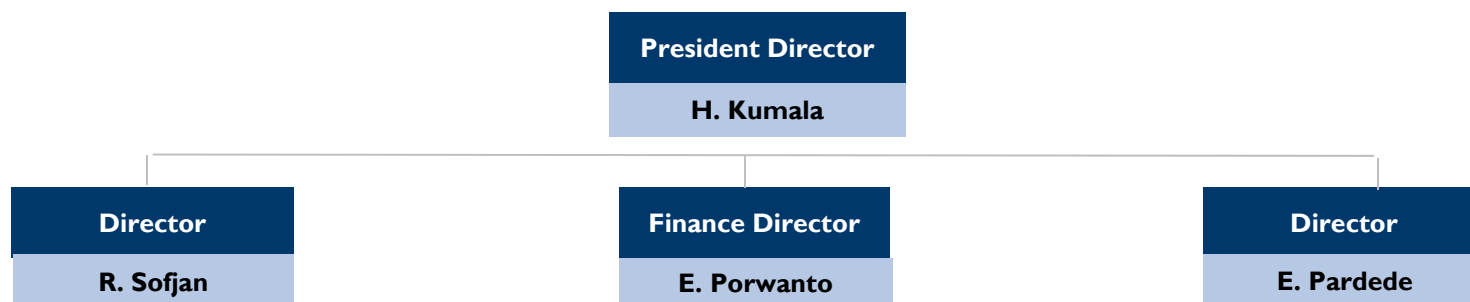 President Director
H. Kumala
Director
R. Sofjan
Finance Director
E. Porwanto
Director
E. Pardede